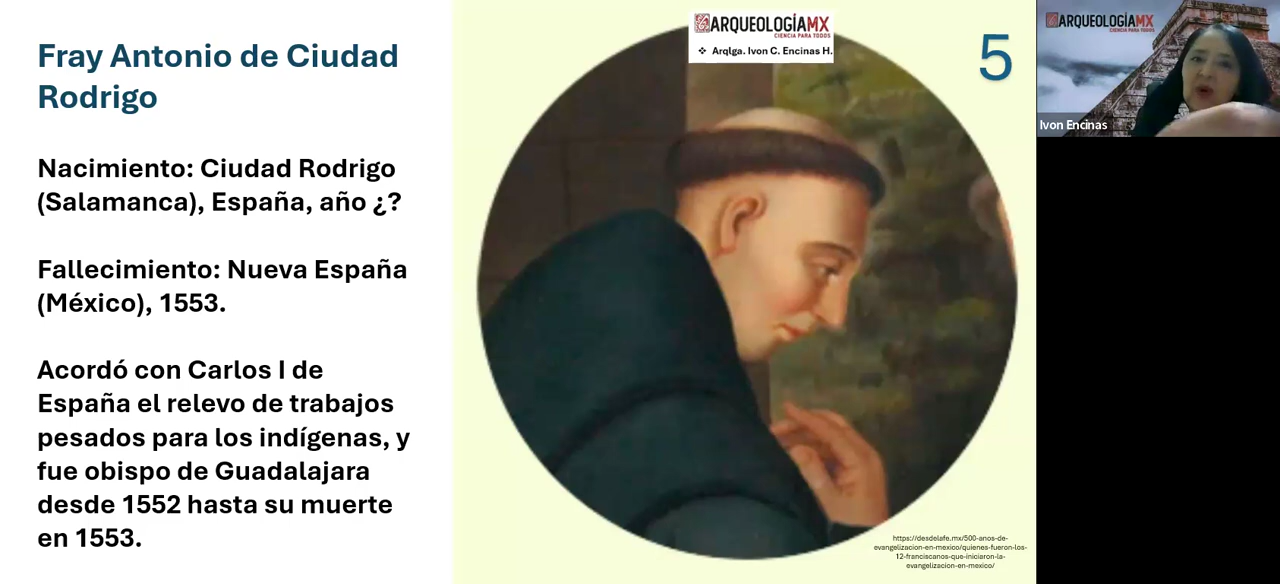 Fray Antonio de Ciudad
Rodrigo
Nacimiento: Ciudad Rodrigo
(Salamanca), España, año ¿?
Fallecimiento: Nueva España
(México), 1553.
Acordó con Carlos I de
España el relevo de trabajos
pesados para los indígenas, y
fue obispo de Guadalajara
desde 1552 hasta su muerte
en 1553.
ARQUEOLOGÍAMX
CIENCIA PARA TODOS
❖ Arqlga. Ivon C. Encinas H.
5
https://desdelafe.mx/500-anos-de-
evangelizacion-en-mexico/quienes-fueron-los-
12-franciscanos-que-iniciaron-la-
evangelizacion-en-mexico/
ARQUEOLOGÍAMX
CIENCIA PARA TODOS
Ivon Encinas